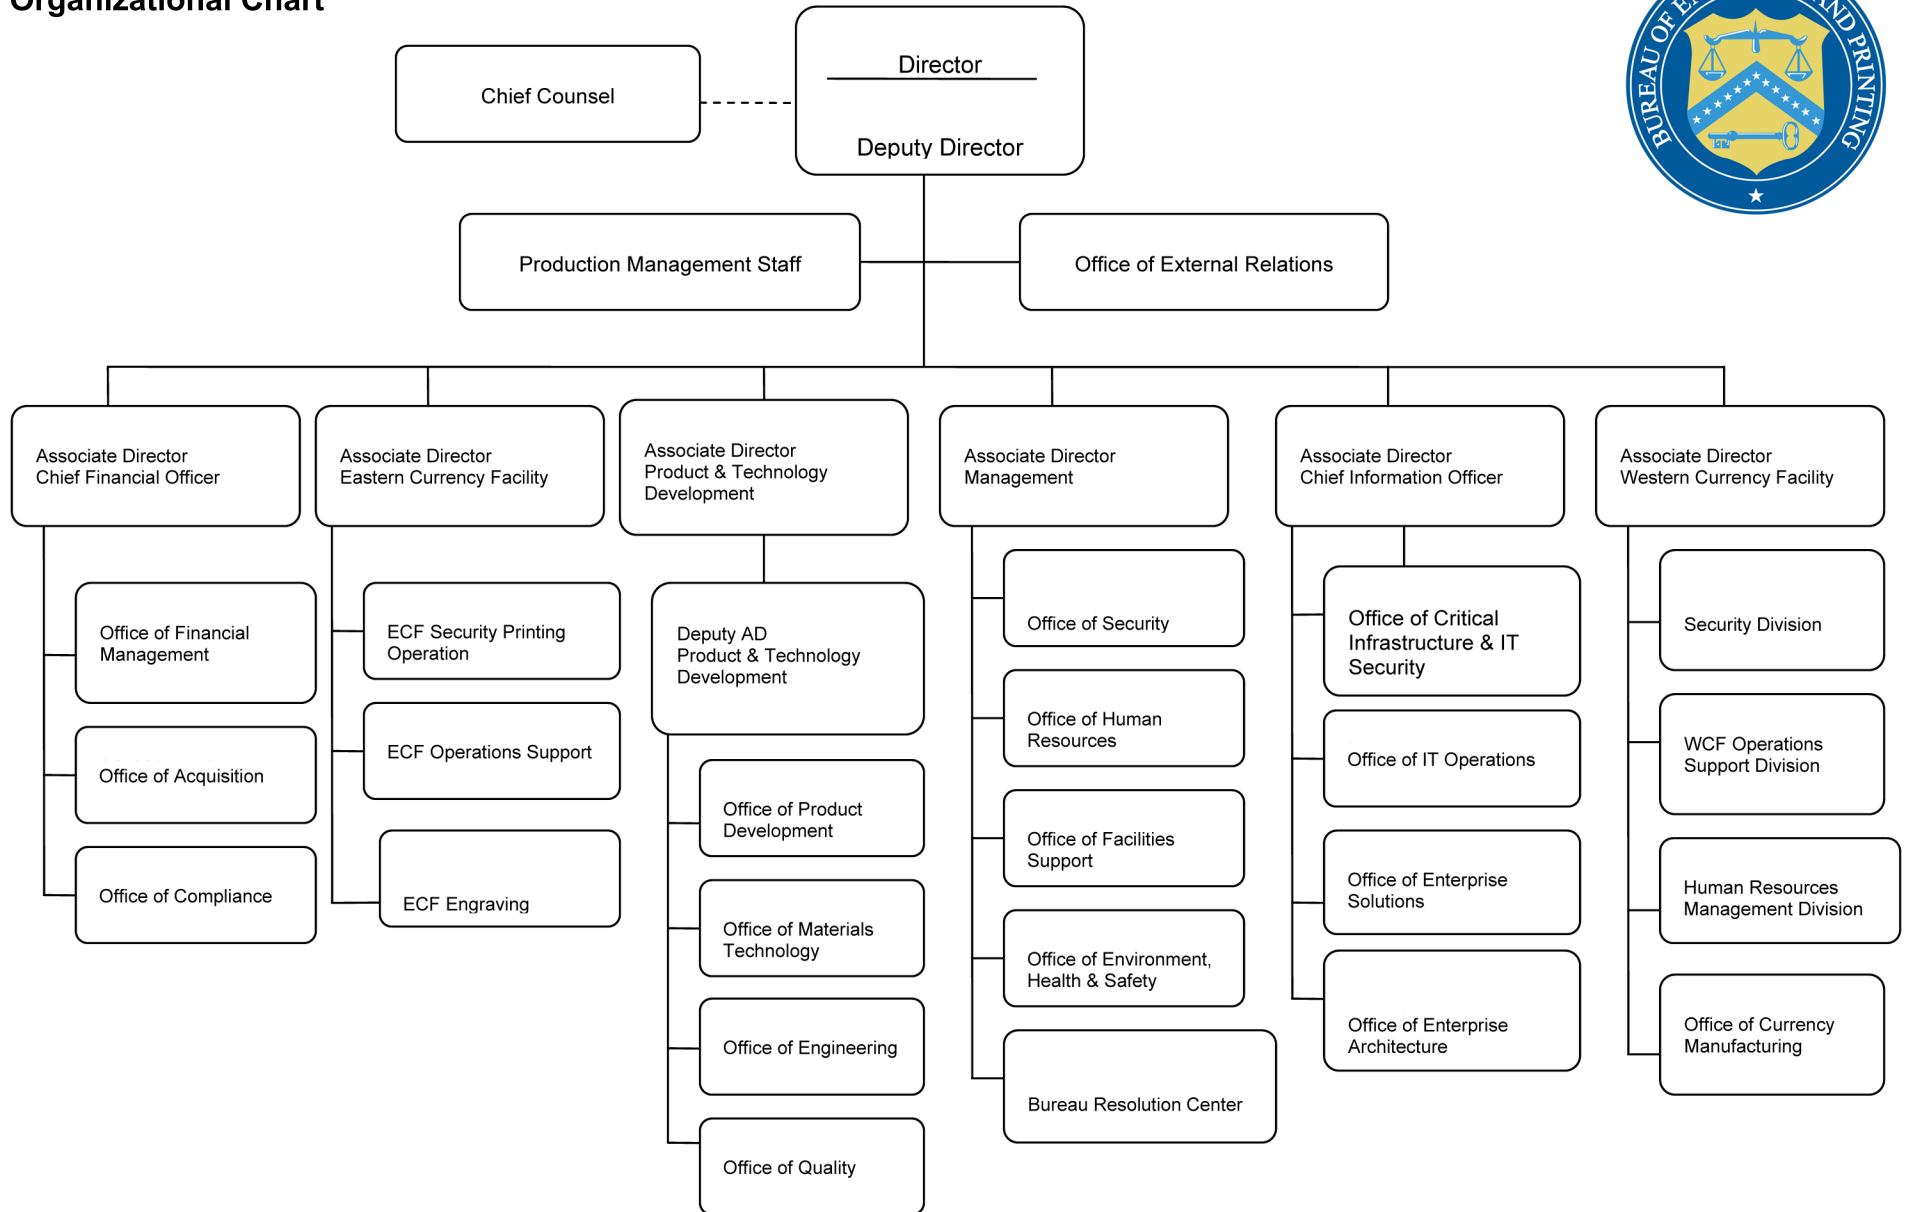 Organizational Chart
BUREAU OF AND PRINTING
Director
Chief Counsel
Deputy Director
Production Management Staff
Office of External Relations
Associate Director
Chief Financial Officer
Office of Financial
Management
Office of Acquisition
Office of Compliance
Associate Director
Eastern Currency Facility
ECF Security Printing
Operation
ECF Operations Support
ECF Engraving
Associate Director
Product & Technology
Development
Deputy AD
Product & Technology
Development
Office of Product
Development
Office of Materials
Technology
Office of Engineering
Office of Quality
Associate Director
Management
Office of Security
Office of Human
Resources
Office of Facilities
Support
Office of Environment,
Health & Safety
Bureau Resolution Center
Associate Director
Chief Information Officer
Office of Critical
Infrastructure & IT
Security
Office of IT Operations
Office of Enterprise
Solutions
Office of Enterprise
Architecture
Associate Director
Western Currency Facility
Security Division
WCF Operations
Support Division
Human Resources
Management Division
Office of Currency
Manufacturing